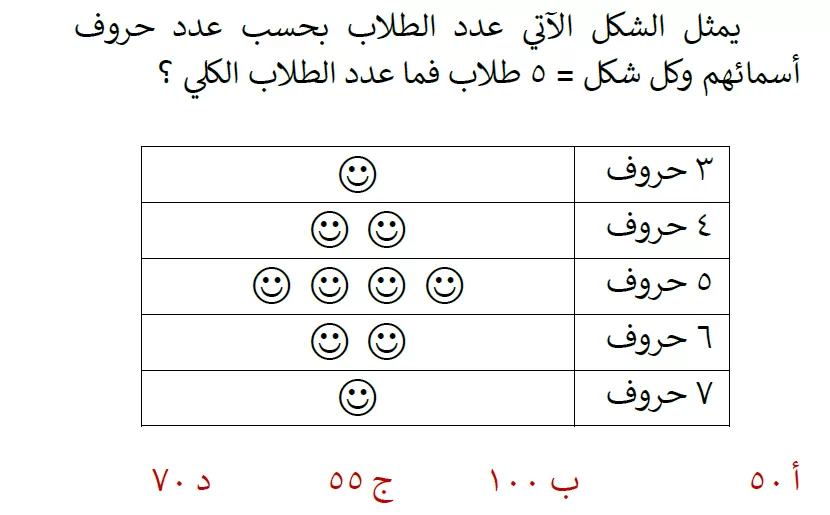 يمثل الشكل الآتي عدد الطلاب بحسب عدد حروف
أسمائهم وكل شكل = ٥ طلاب فما عدد الطلاب الكلي ؟
٣ حروف
٤ حروف
٥ حروف
٦ حروف
٧ حروف
أ ٥٠ ب ١٠٠ ج ٥٥ د ٧٠